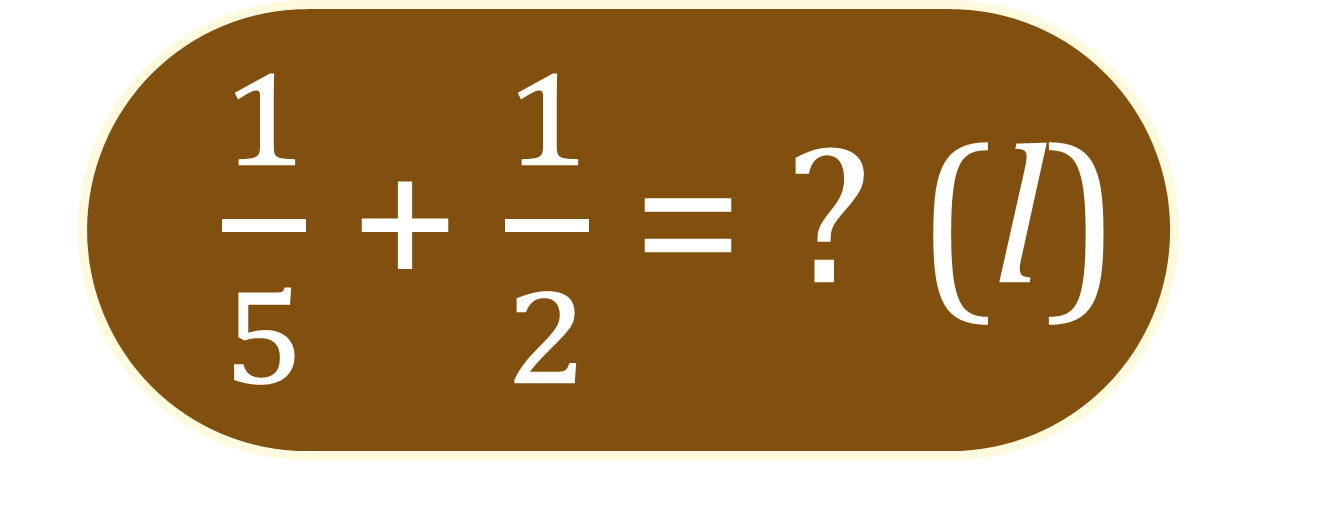 1/5 + 1/2 = ? (l)